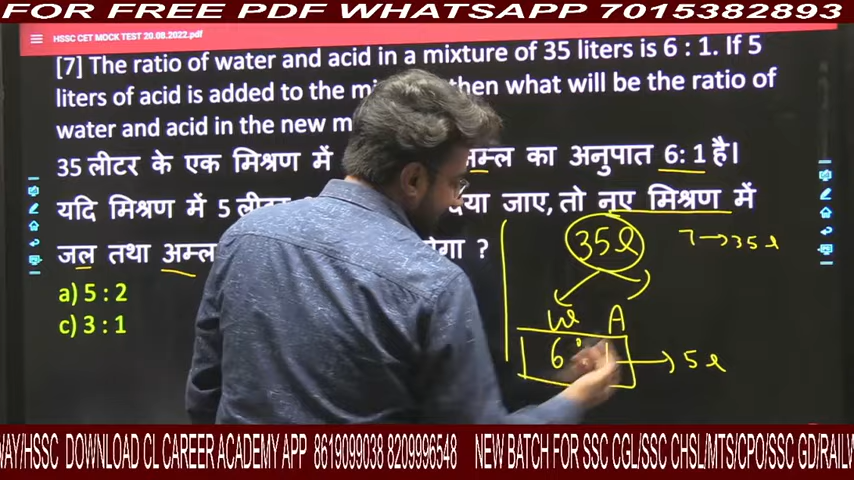 FOR FREE PDF WHATSAPP 7015382893
HSSC CET MOCK TEST 20.08.2022.pdf
[7] The ratio of water and acid in a mixture of 35 liters is 6 : 1. If 5
liters of acid is added to the mi then what will be the ratio of
water and acid in the new m
35 लीटर के एक मिश्रण में अम्ल का अनुपात 6: 1 है।
यदि मिश्रण में 5 ली दिया जाए, तो नए मिश्रण में
जल तथा अम्ल ोगा ?
a) 5 : 2
c) 3 : 1
35 l 7 → 35 l
W A
6 : 1 → 5 l
WAY/HSSC DOWNLOAD CL CAREER ACADEMY APP 8619099038 8209996548 NEW BATCH FOR SSC CGL/SSC CHSL/MTS/CPO/SSC GD/RAILW